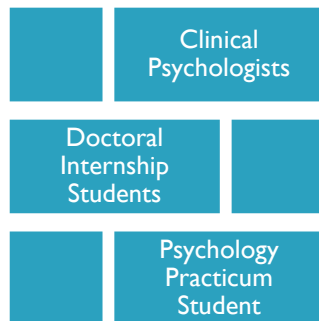 Clinical
Psychologists
Doctoral
Internship
Students
Psychology
Practicum
Student